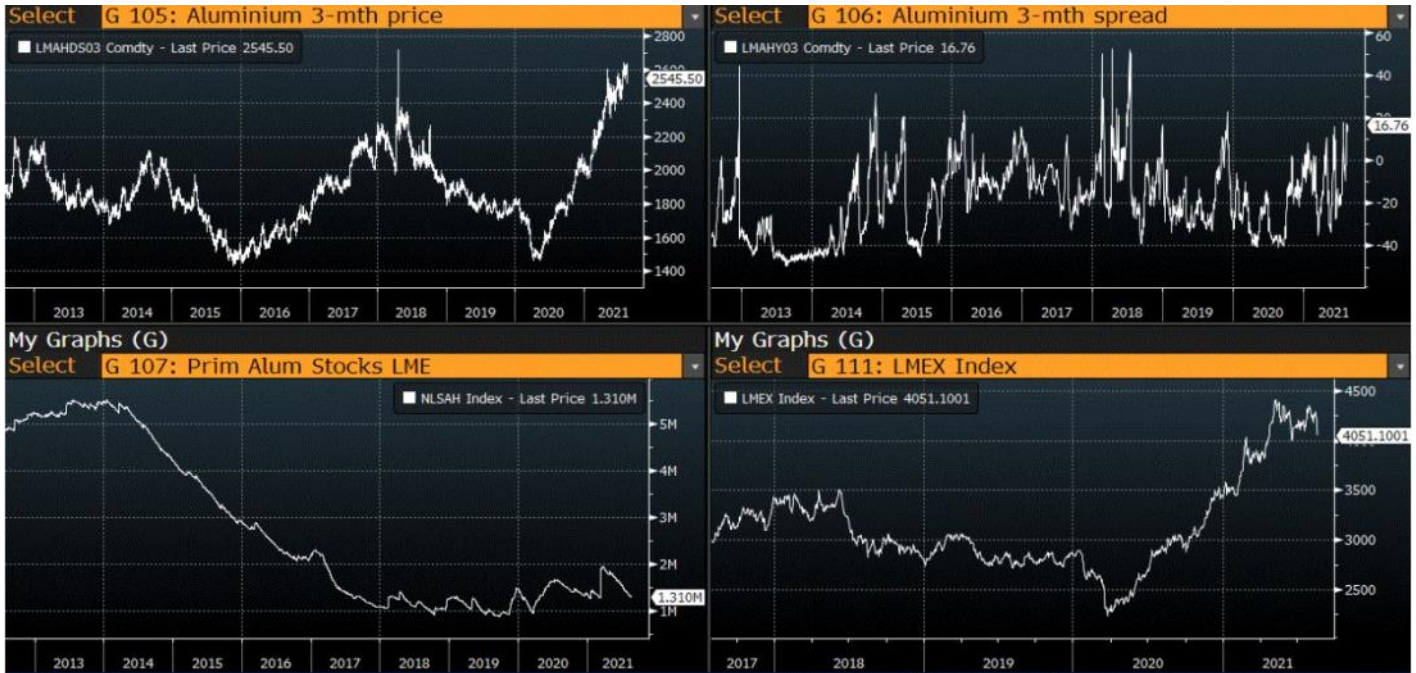 Select G 105: Aluminium 3-mth price
LMAHDS03 Comdty - Last Price 2545.50
2800
2600
2545.50
2400
2200
2000
1800
1600
1400
2013 2014 2015 2016 2017 2018 2019 2020 2021
Select G 106: Aluminium 3-mth spread
LMAHY03 Comdty - Last Price 16.76
60
40
20
16.76
0
-20
-40
2013 2014 2015 2016 2017 2018 2019 2020 2021
My Graphs (G)
Select G 107: Prim Alum Stocks LME
NLSAH Index - Last Price 1.310M
5M
4M
3M
2M
1.310M
1M
2013 2014 2015 2016 2017 2018 2019 2020 2021
My Graphs (G)
Select G 111: LMEX Index
LMEX Index - Last Price 4051.1001
4500
4051.1001
3500
3000
2500
2017 2018 2019 2020 2021